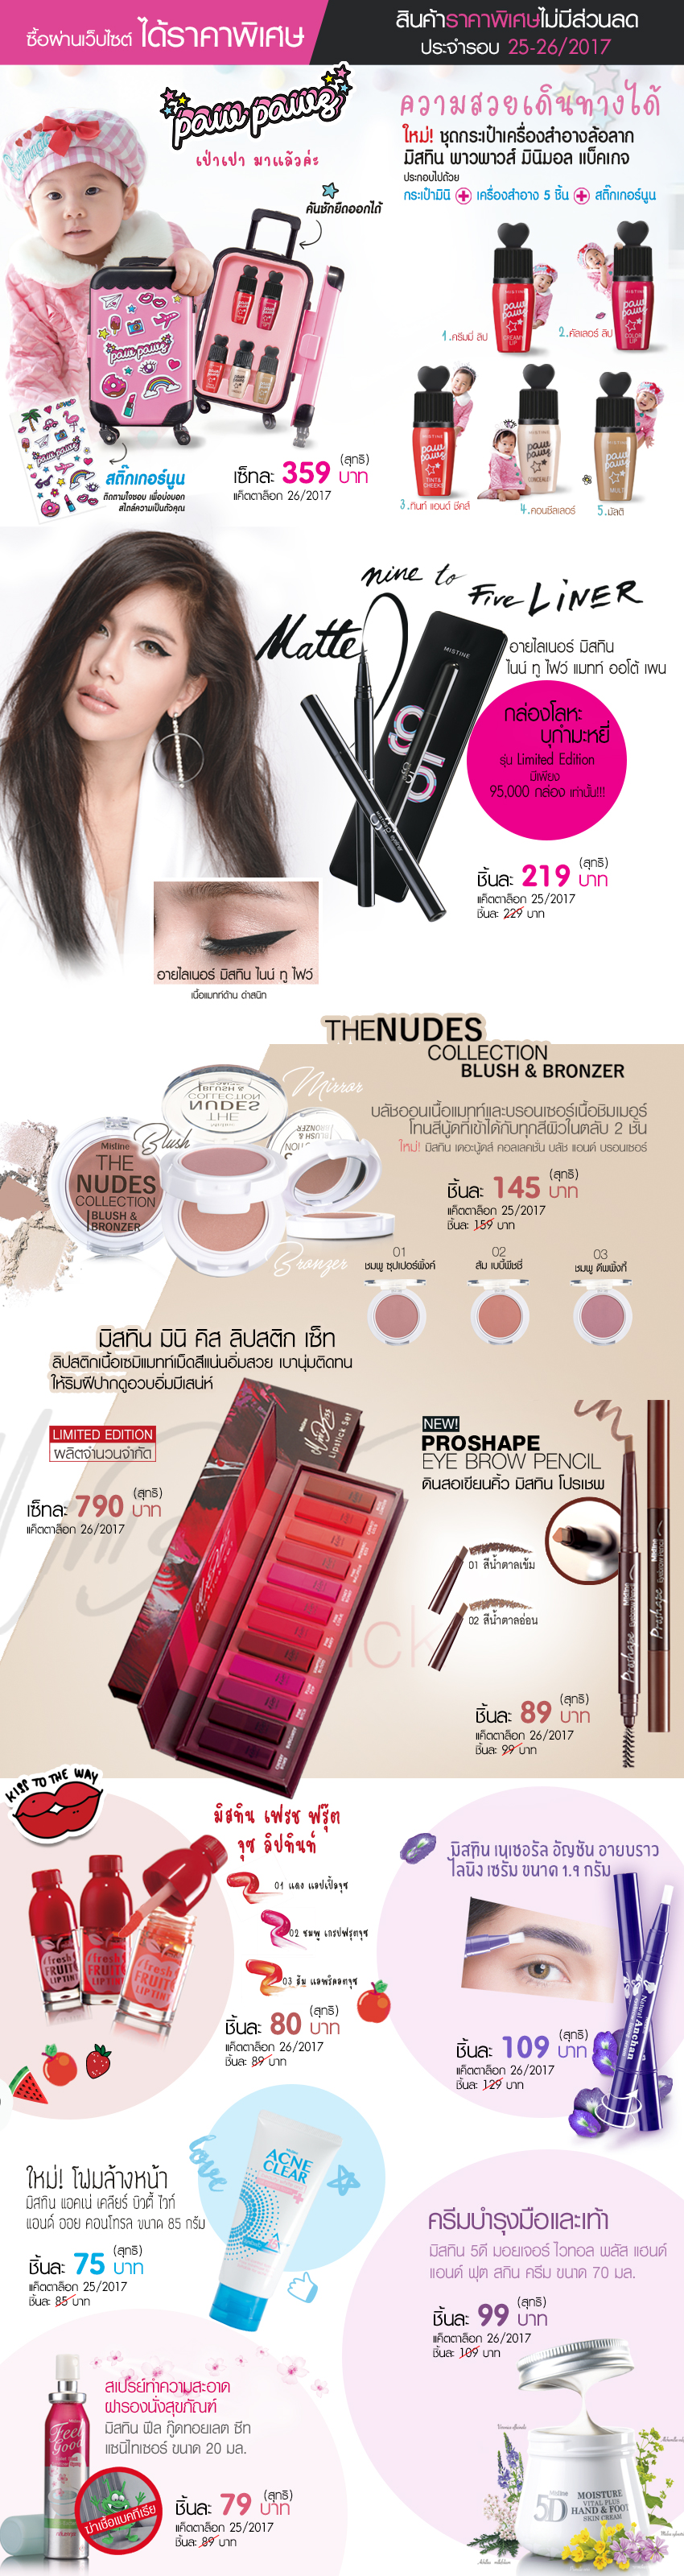 ซื้อผ่านเว็บไซต์ ได้ราคาพิเศษ
สินค้าราคาพิเศษไม่มีส่วนลด
ประจำรอบ 25-26/2017
paw pawz
เป่าเปา มาแล้วค่ะ
คันชักยืดออกได้
ความสวยเดินทางได้
ใหม่! ชุดกระเป๋าเครื่องสำอางล้อลาก
มิสทิน พาวพาวส์ มินิมอล แบ็คเกจ
ประกอบไปด้วย
กระเป๋ามินิ + เครื่องสำอาง 5 ชิ้น + สติ๊กเกอร์นูน
1.ครีมมี่ ลิป
2.คัลเลอร์ ลิป
3.ทินท์ แอนด์ ชีคส์
4.คอนซีลเลอร์
5.มัลติ
สติ๊กเกอร์นูน
ติดตามใจชอบ เพื่อบ่งบอก
สไตล์ความเป็นตัวคุณ
เซ็ทละ 359 บาท (สุทธิ)
แค็ตตาล็อก 26/2017
nine to Five LINER
Matte
MISTINE
95
อายไลเนอร์ มิสทิน
ไนน์ ทู ไฟว์ แมทท์ ออโต้ เพน
กล่องโลหะ
บุกำมะหยี่
รุ่น Limited Edition
มีเพียง
95,000 กล่อง เท่านั้น!!!
ชิ้นละ 219 บาท (สุทธิ)
แค็ตตาล็อก 25/2017
ชิ้นละ 229 บาท
อายไลเนอร์ มิสทิน ไนน์ ทู ไฟว์
เนื้อแมทท์ด้าน ดำสนิท
THE NUDES
COLLECTION
BLUSH & BRONZER
Mirror
Blush
Bronzer
Mistine
THE
NUDES
COLLECTION
BLUSH &
BRONZER
บลัชออนเนื้อแมทท์และบรอนเซอร์เนื้อชิมเมอร์
โทนสีนู้ดที่เข้าได้กับทุกสีผิวในตลับ 2 ชั้น
ใหม่! มิสทิน เดอะนู้ดส์ คอลเลคชั่น บลัช แอนด์ บรอนเซอร์
ชิ้นละ 145 บาท (สุทธิ)
แค็ตตาล็อก 25/2017
ชิ้นละ 159 บาท
01
ชมพู ซุปเปอร์พิ้งค์
02
ส้ม เบบี้พีชชี่
03
ชมพู ดีพพิ้งกี้
มิสทิน มินิ คิส ลิปสติก เซ็ท
ลิปสติกเนื้อเซมิแมทท์เม็ดสีแน่นอิ่มสวย เบานุ่มติดทน
ให้ริมฝีปากดูอวบอิ่มมีเสน่ห์
LIMITED EDITION
ผลิตจำนวนจำกัด
เซ็ทละ 790 บาท (สุทธิ)
แค็ตตาล็อก 26/2017
Mini Kiss
Lipstick Set
NEW!
PROSHAPE
EYE BROW PENCIL
ดินสอเขียนคิ้ว มิสทิน โปรเชพ
01 สีน้ำตาลเข้ม
02 สีน้ำตาลอ่อน
Mistine
Proshape
ชิ้นละ 89 บาท (สุทธิ)
แค็ตตาล็อก 26/2017
ชิ้นละ 99 บาท
KISS TO THE WAY
มิสทิน เฟรช ฟรุ๊ต
จุซ ลิปทินท์
01 แดง แอปเปิ้ลจุซ
02 ชมพู เกรปฟรุตจุซ
03 ส้ม แอพริคอตจุซ
fresh
FRUIT
LIP TINT
ชิ้นละ 80 บาท (สุทธิ)
แค็ตตาล็อก 26/2017
ชิ้นละ 89 บาท
มิสทิน เนเชอรัล อัญชัน อายบราว
ไลนิง เซรั่ม ขนาด 1.9 กรัม
Natural Anchan
ชิ้นละ 109 บาท (สุทธิ)
แค็ตตาล็อก 26/2017
ชิ้นละ 129 บาท
love
ACNE
CLEAR
ใหม่! โฟมล้างหน้า
มิสทิน แอคเน่ เคลียร์ บิวตี้ ไวท์
แอนด์ ออย คอนโทรล ขนาด 85 กรัม
ชิ้นละ 75 บาท (สุทธิ)
แค็ตตาล็อก 25/2017
ชิ้นละ 85 บาท
ครีมบำรุงมือและเท้า
มิสทิน 5ดี มอยเจอร์ ไวทอล พลัส แฮนด์
แอนด์ ฟุต สกิน ครีม ขนาด 70 มล.
ชิ้นละ 99 บาท (สุทธิ)
แค็ตตาล็อก 26/2017
ชิ้นละ 109 บาท
Mistine
5D MOISTURE
VITAL PLUS
HAND & FOOT
SKIN CREAM
สเปรย์ทำความสะอาด
ฝารองนั่งสุขภัณฑ์
มิสทิน ฟีล กู๊ดทอยเลต ซีท
แซนิไทเซอร์ ขนาด 20 มล.
Feel
Good
ฆ่าเชื้อแบคทีเรีย
ชิ้นละ 79 บาท (สุทธิ)
แค็ตตาล็อก 25/2017
ชิ้นละ 89 บาท